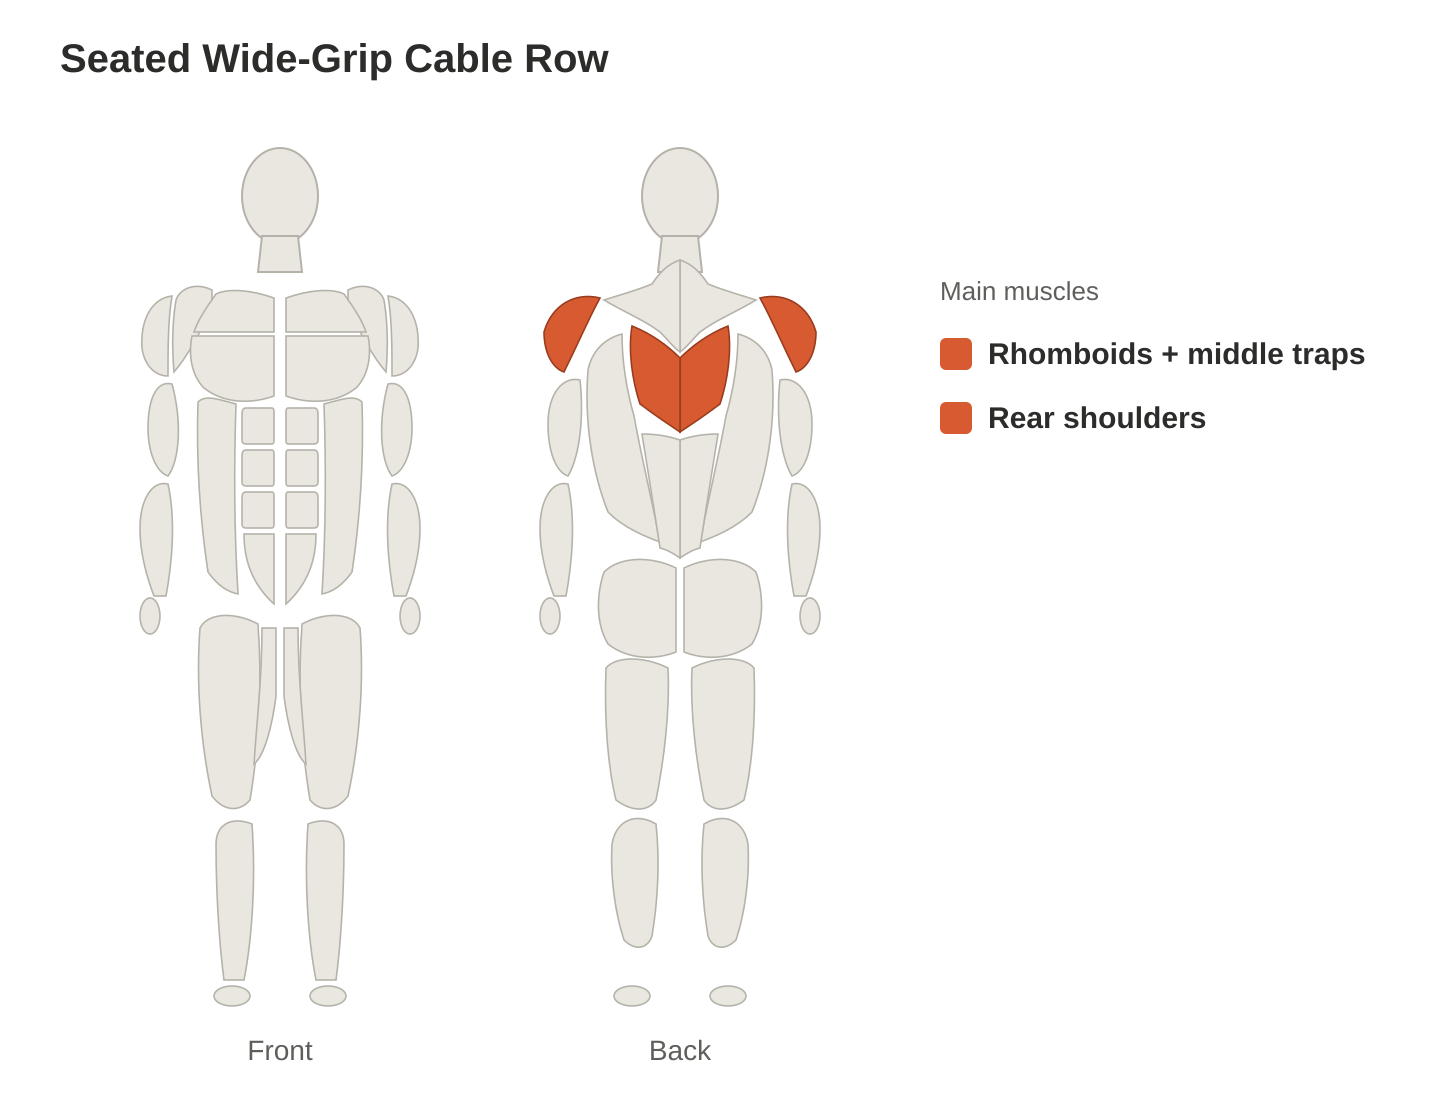 Seated Wide-Grip Cable Row
Main muscles
Rhomboids + middle traps
Rear shoulders
Front
Back